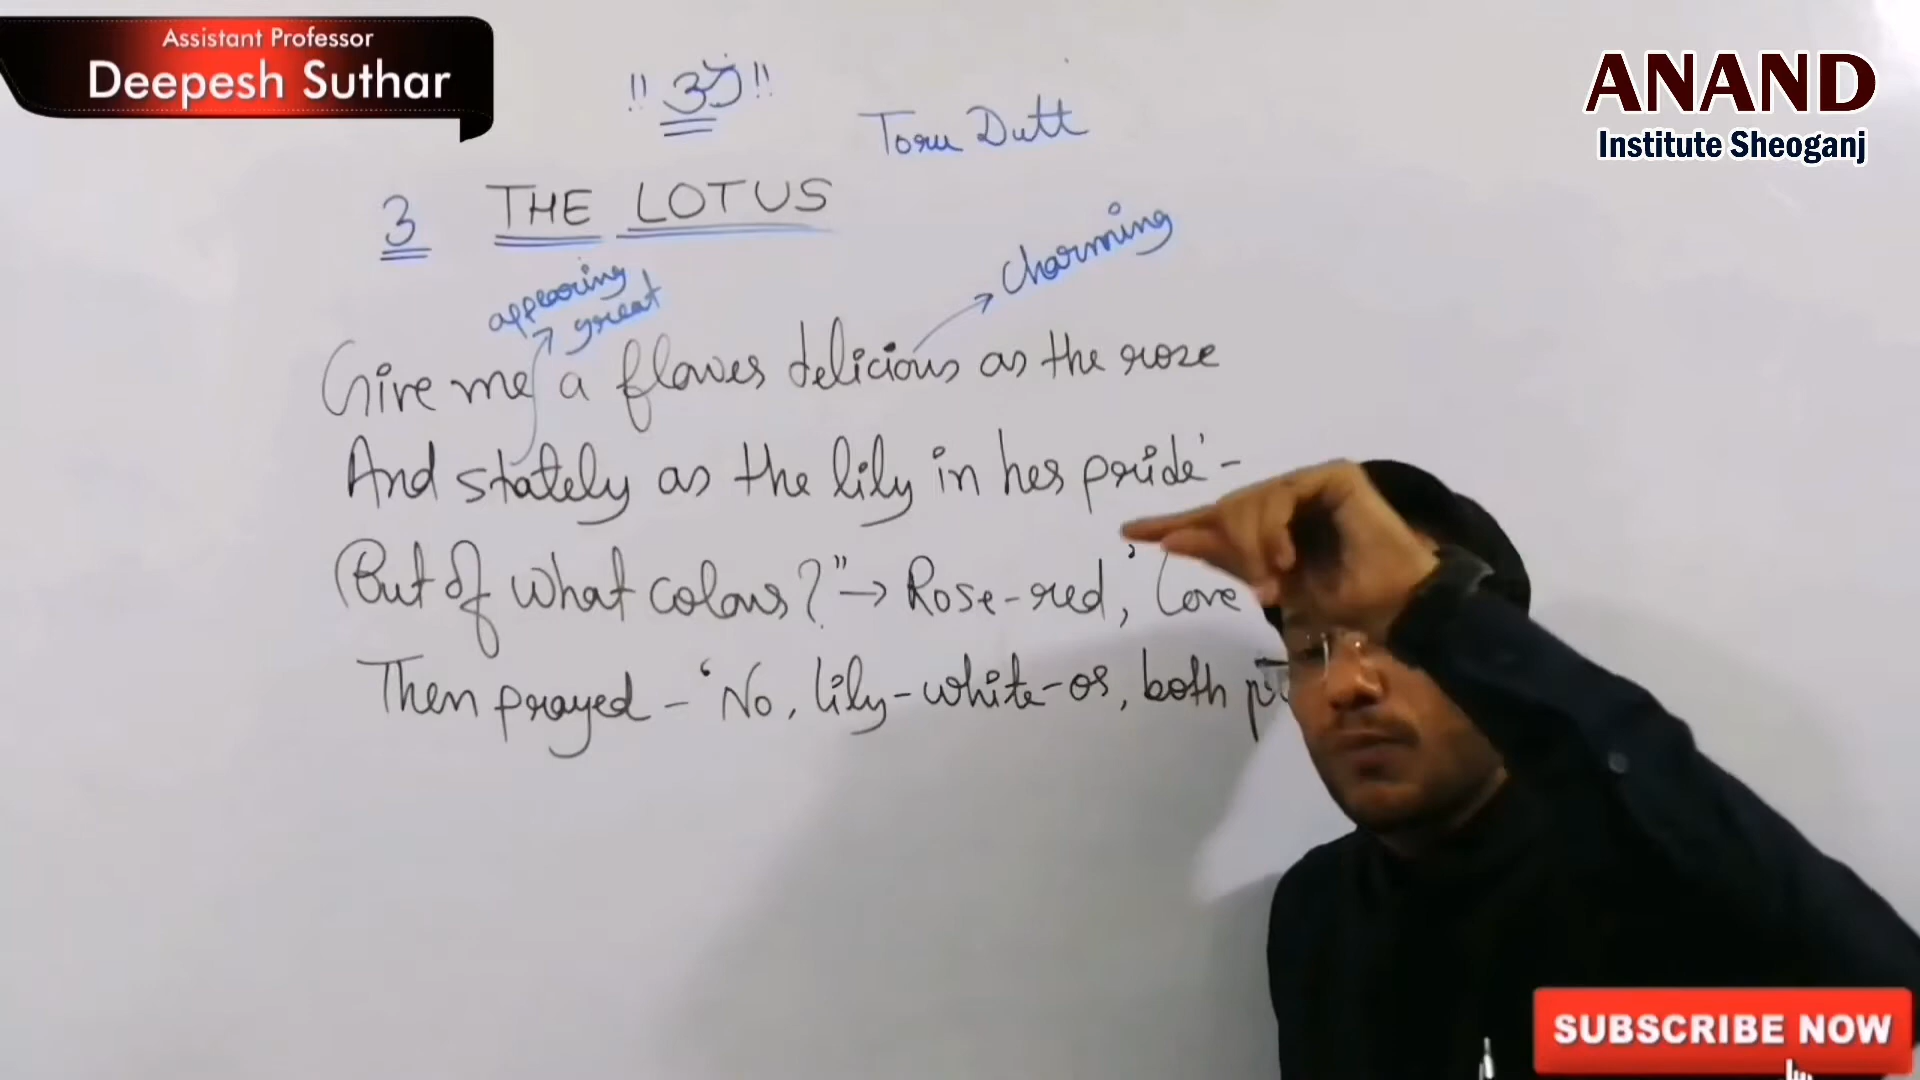 Assistant Professor
Deepesh Suthar
ANAND
Institute Sheoganj
!! ॐ !!
Toru Dutt
3 THE LOTUS
charming
appearing
great
Give me a flower delicious as the rose
And stately as the lily in her pride' -
But of what colour?" → Rose-red,' Love
Then prayed - 'No, lily-white-or, both
SUBSCRIBE NOW